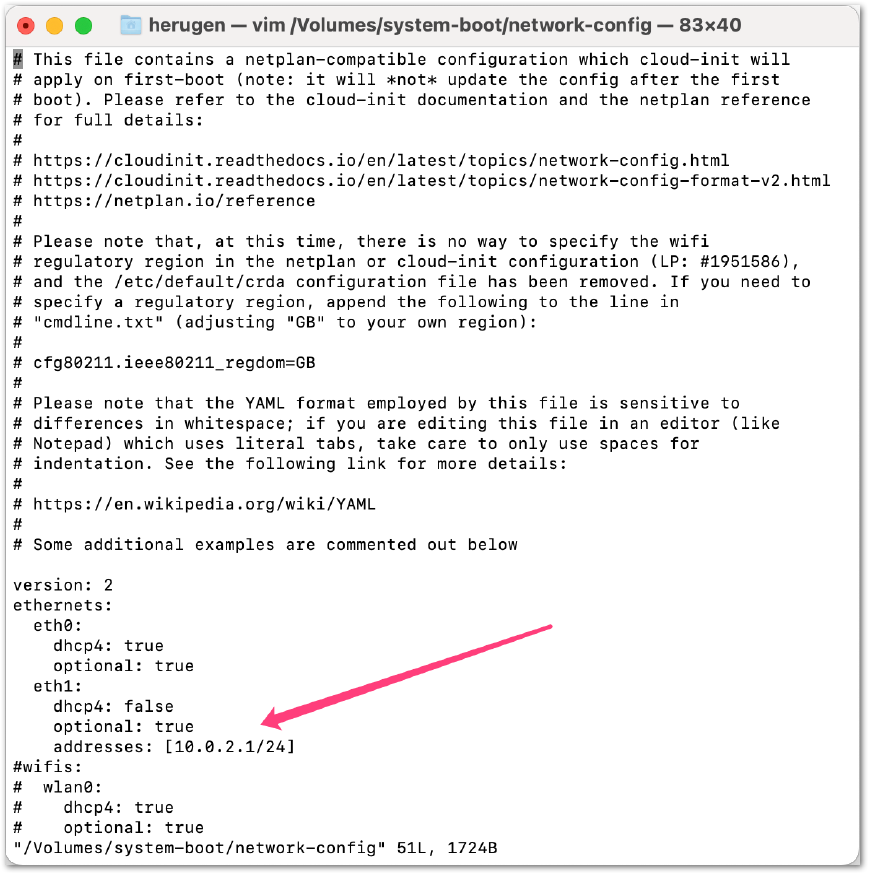 herugen — vim /Volumes/system-boot/network-config — 83×40
# This file contains a netplan-compatible configuration which cloud-init will
# apply on first-boot (note: it will *not* update the config after the first
# boot). Please refer to the cloud-init documentation and the netplan reference
# for full details:
#
# https://cloudinit.readthedocs.io/en/latest/topics/network-config.html
# https://cloudinit.readthedocs.io/en/latest/topics/network-config-format-v2.html
# https://netplan.io/reference
#
# Please note that, at this time, there is no way to specify the wifi
# regulatory region in the netplan or cloud-init configuration (LP: #1951586),
# and the /etc/default/crda configuration file has been removed. If you need to
# specify a regulatory region, append the following to the line in
# "cmdline.txt" (adjusting "GB" to your own region):
#
# cfg80211.ieee80211_regdom=GB
#
# Please note that the YAML format employed by this file is sensitive to
# differences in whitespace; if you are editing this file in an editor (like
# Notepad) which uses literal tabs, take care to only use spaces for
# indentation. See the following link for more details:
#
# https://en.wikipedia.org/wiki/YAML
#
# Some additional examples are commented out below

version: 2
ethernets:
  eth0:
    dhcp4: true
    optional: true
  eth1:
    dhcp4: false
    optional: true
    addresses: [10.0.2.1/24]
#wifis:
#  wlan0:
#    dhcp4: true
#    optional: true
"/Volumes/system-boot/network-config" 51L, 1724B